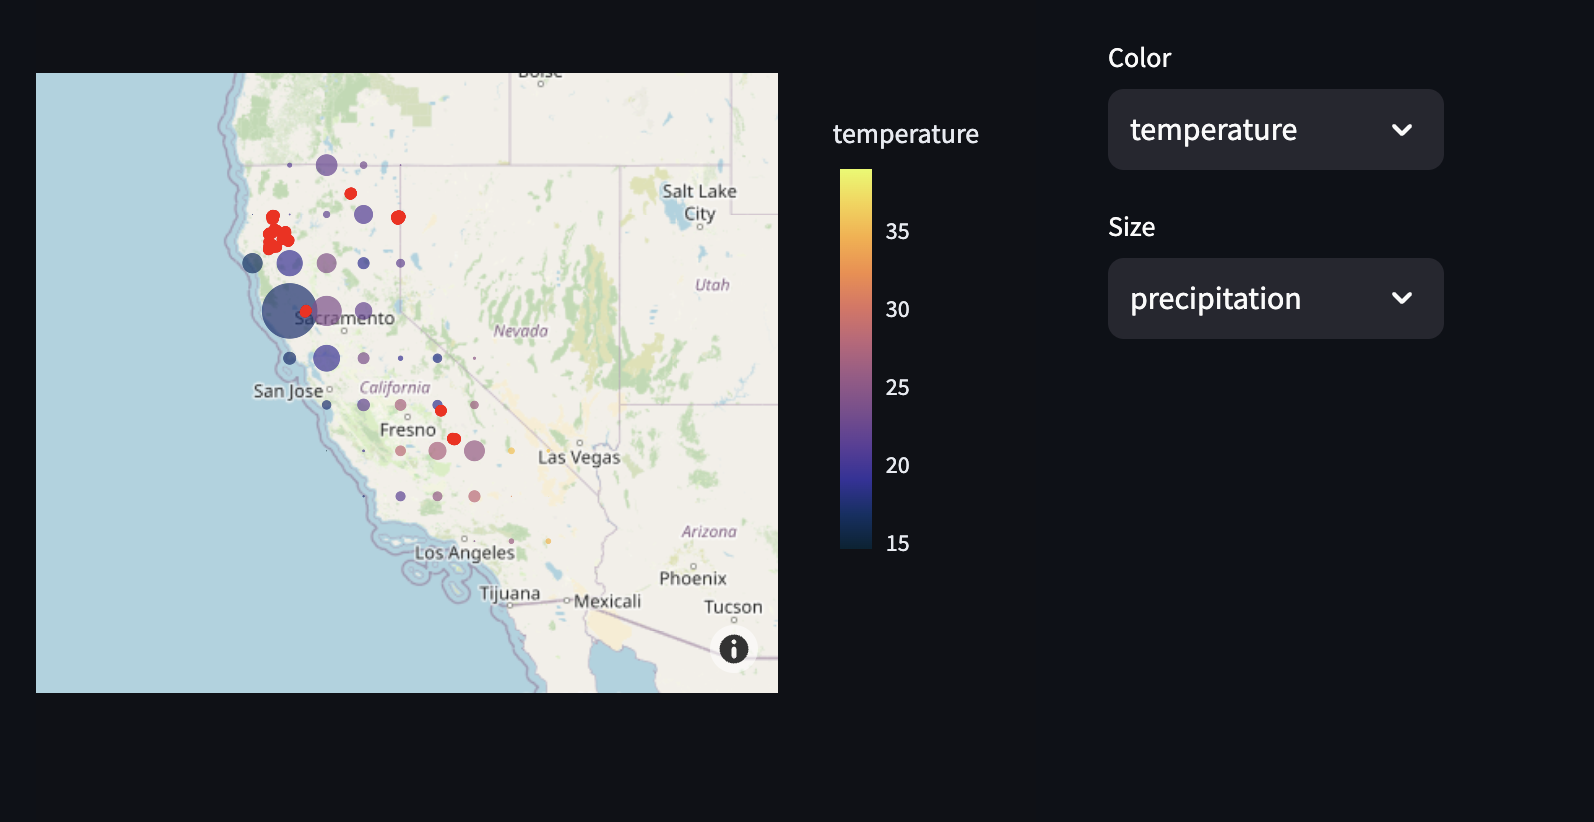 Boise
Salt Lake
City
Utah
Nevada
Sacramento
San Jose
California
Fresno
Las Vegas
Arizona
Los Angeles
Phoenix
Tijuana
Mexicali
Tucson
temperature
35
30
25
20
15
Color
temperature
Size
precipitation